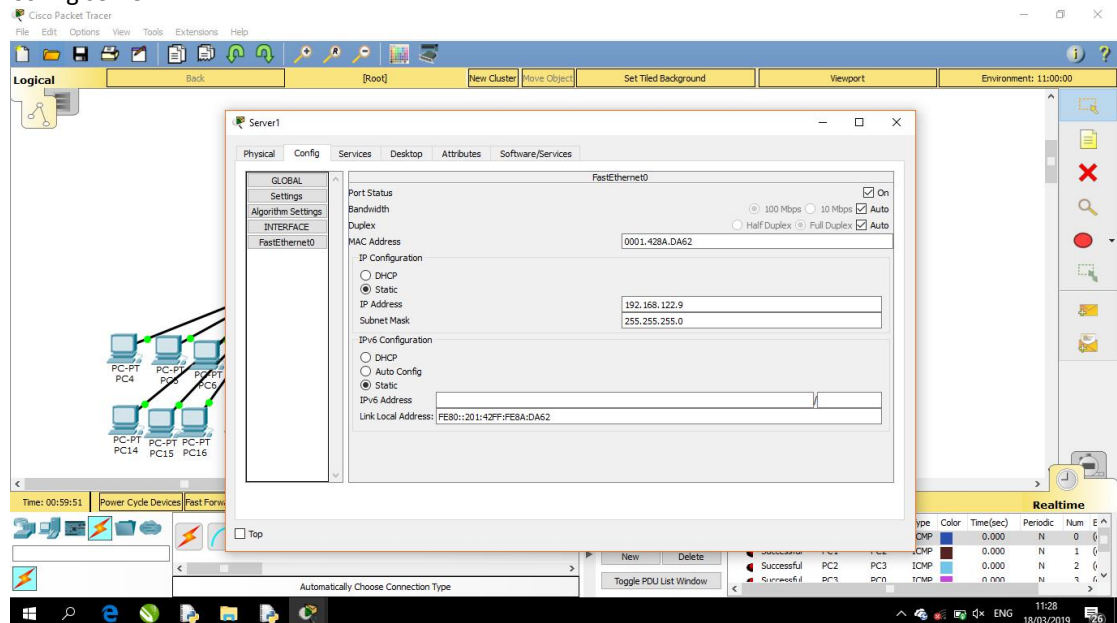 Cisco Packet Tracer
File Edit Options View Tools Extensions Help
Logical Back [Root] New Cluster Move Object Set Tiled Background Viewport Environment: 11:00:00
Server1
Physical Config Services Desktop Attributes Software/Services
GLOBAL
Settings
Algorithm Settings
INTERFACE
FastEthernet0
FastEthernet0
Port Status On
Bandwidth 100 Mbps 10 Mbps Auto
Duplex Half Duplex Full Duplex Auto
MAC Address 0001.428A.DA62
IP Configuration
DHCP
Static
IP Address 192.168.122.9
Subnet Mask 255.255.255.0
IPv6 Configuration
DHCP
Auto Config
Static
IPv6 Address /
Link Local Address: FE80::201:42FF:FE8A:DA62
Top
PC-PT
PC4
PC-PT
PC5
PC-PT
PC6
PC-PT
PC14
PC-PT
PC15
PC-PT
PC16
Time: 00:59:51 Power Cycle Devices Fast Forw
Realtime
Automatically Choose Connection Type
New Delete
Toggle PDU List Window
Color Time(sec) Periodic Num
0.000 N 0
ICMP 0.000 N 1
Successful PC2 PC3 ICMP 0.000 N 2
Successful PC3 PC0 ICMP 0.000 N 3
ENG 11:28
18/03/2019 26